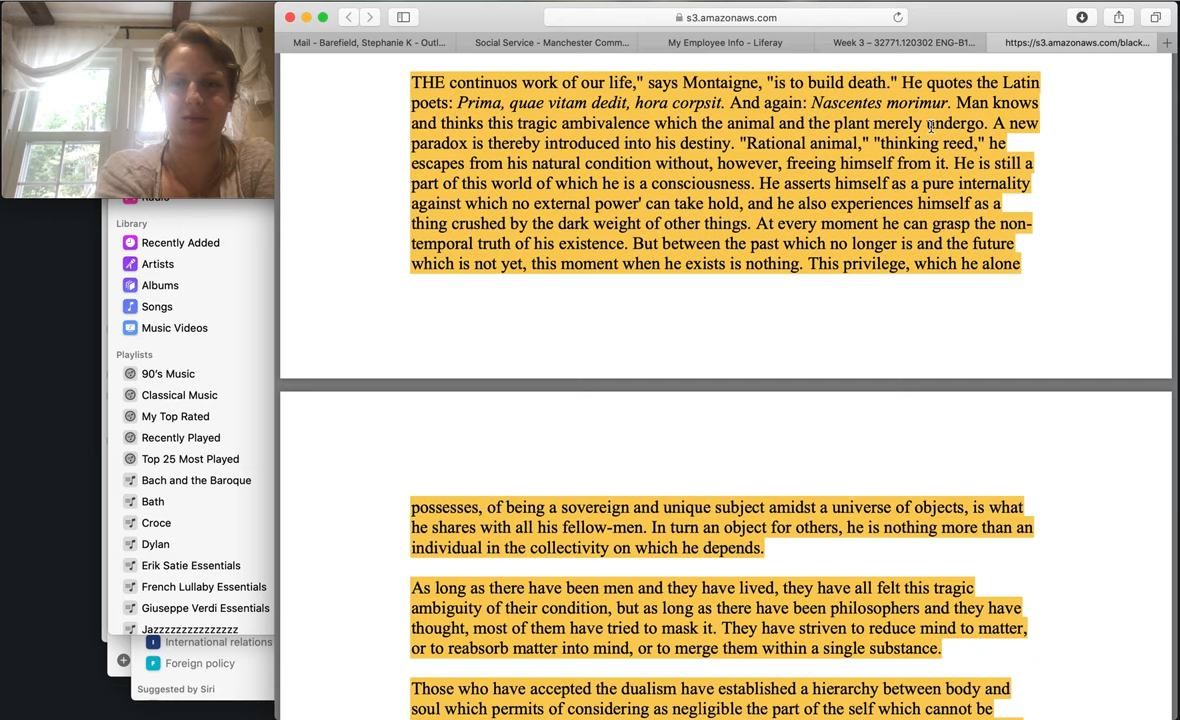 s3.amazonaws.com
Mail - Barefield, Stephanie K - Outl...
Social Service - Manchester Comm...
My Employee Info - Liferay
Week 3 – 32771.120302 ENG-B1...
https://s3.amazonaws.com/black...
THE continuos work of our life," says Montaigne, "is to build death." He quotes the Latin
poets: Prima, quae vitam dedit, hora corpsit. And again: Nascentes morimur. Man knows
and thinks this tragic ambivalence which the animal and the plant merely undergo. A new
paradox is thereby introduced into his destiny. "Rational animal," "thinking reed," he
escapes from his natural condition without, however, freeing himself from it. He is still a
part of this world of which he is a consciousness. He asserts himself as a pure internality
against which no external power' can take hold, and he also experiences himself as a
thing crushed by the dark weight of other things. At every moment he can grasp the non-
temporal truth of his existence. But between the past which no longer is and the future
which is not yet, this moment when he exists is nothing. This privilege, which he alone
possesses, of being a sovereign and unique subject amidst a universe of objects, is what
he shares with all his fellow-men. In turn an object for others, he is nothing more than an
individual in the collectivity on which he depends.
As long as there have been men and they have lived, they have all felt this tragic
ambiguity of their condition, but as long as there have been philosophers and they have
thought, most of them have tried to mask it. They have striven to reduce mind to matter,
or to reabsorb matter into mind, or to merge them within a single substance.
Those who have accepted the dualism have established a hierarchy between body and
soul which permits of considering as negligible the part of the self which cannot be
Radio
Library
Recently Added
Artists
Albums
Songs
Music Videos
Playlists
90's Music
Classical Music
My Top Rated
Recently Played
Top 25 Most Played
Bach and the Baroque
Bath
Croce
Dylan
Erik Satie Essentials
French Lullaby Essentials
Giuseppe Verdi Essentials
Jazzzzzzzzzzzzzzz
International relations
Foreign policy
Suggested by Siri